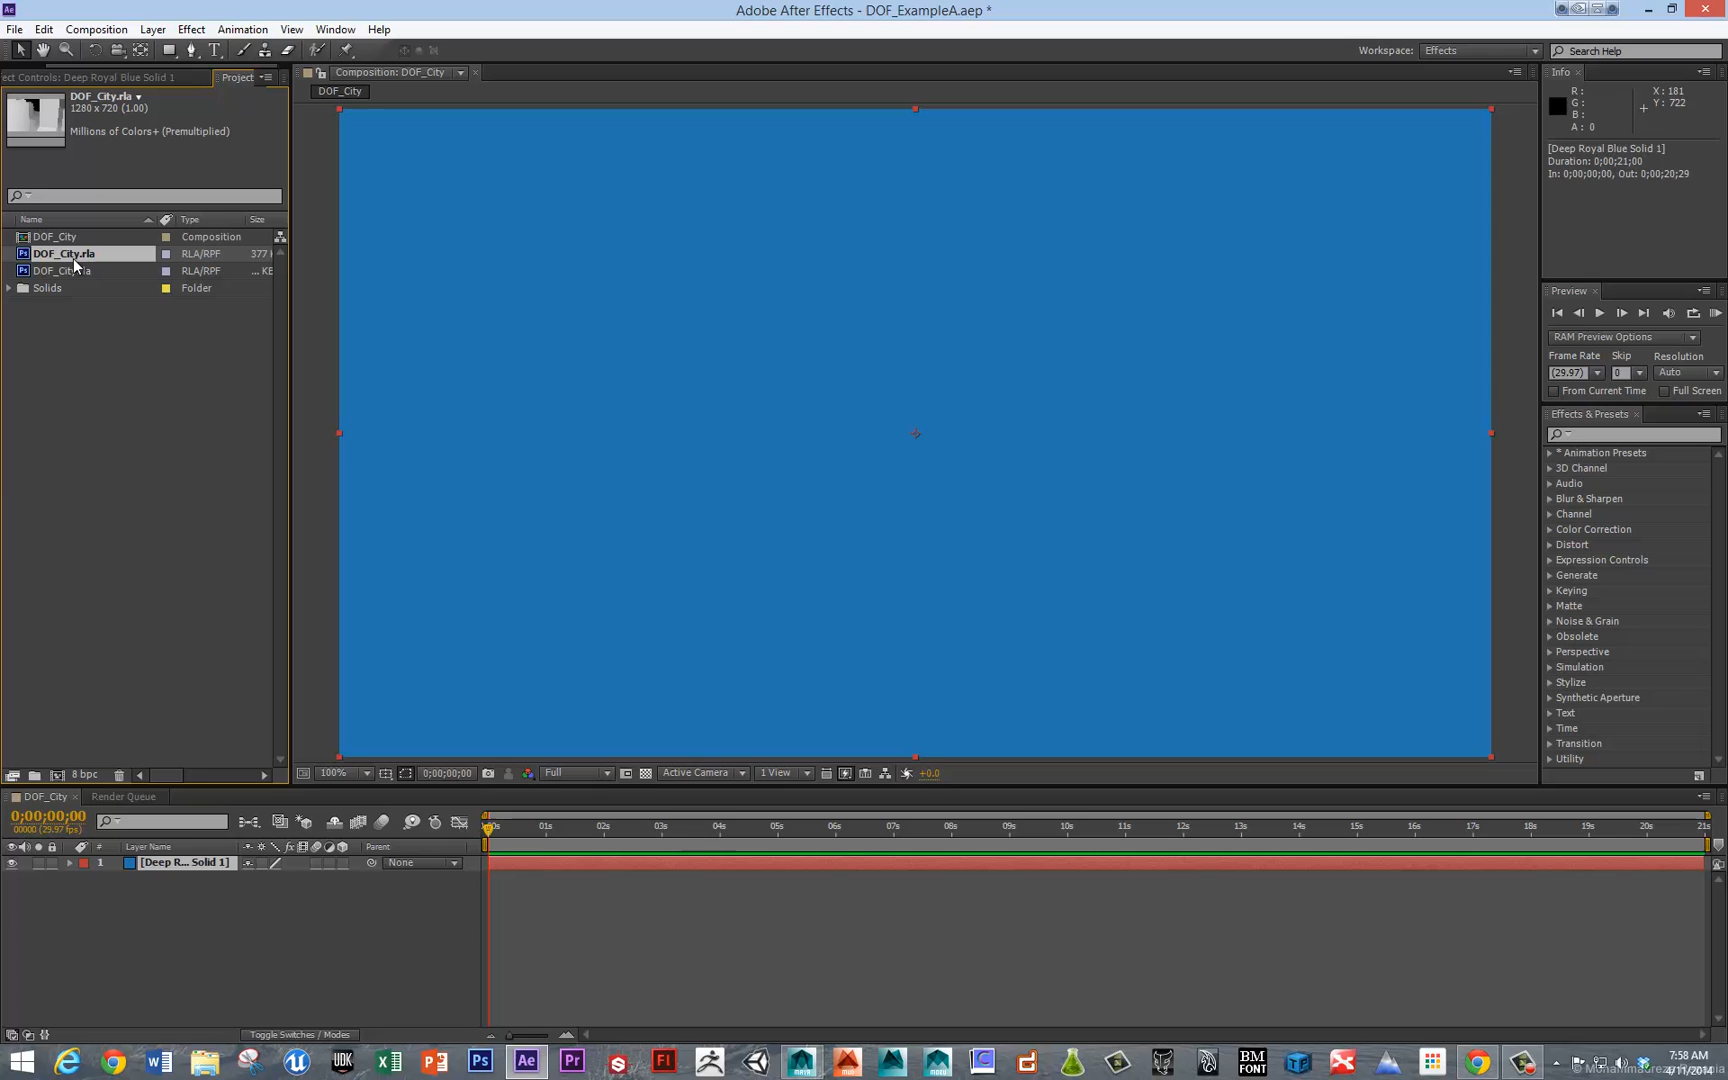 Adobe After Effects - DOF_ExampleA.aep *
File Edit Composition Layer Effect Animation View Window Help
Workspace: Effects Search Help
ect Controls: Deep Royal Blue Solid 1 Project
Composition: DOF_City
Info
DOF_City.rla
1280 x 720 (1.00)
Millions of Colors+ (Premultiplied)
DOF_City
R :
G :
B :
A : 0
X : 181
Y : 722
[Deep Royal Blue Solid 1]
Duration: 0;00;21;00
In: 0;00;00;00, Out: 0;00;20;29
Name Type Size
DOF_City Composition
DOF_City.rla RLA/RPF 377
RLA/RPF ... KB
Solids Folder
Preview
RAM Preview Options
Frame Rate Skip Resolution
(29.97) 0 Auto
From Current Time Full Screen
Effects & Presets
* Animation Presets
3D Channel
Audio
Blur & Sharpen
Channel
Color Correction
Distort
Expression Controls
Generate
Keying
Matte
Noise & Grain
Obsolete
Perspective
Simulation
Stylize
Synthetic Aperture
Text
Time
Transition
Utility
8 bpc
100% 0;00;00;00 Full Active Camera 1 View +0.0
DOF_City Render Queue
0;00;00;00
00000 (29.97 fps)
01s 02s 03s 04s 05s 06s 07s 08s 09s 10s 11s 12s 13s 14s 15s 16s 17s 18s 19s 20s 21s
# Layer Name Parent
1 [Deep R... Solid 1] None
Toggle Switches / Modes
Ps Ae Pr Fl
UDK
MAYA
MUD
BM
FONT
7:58 AM